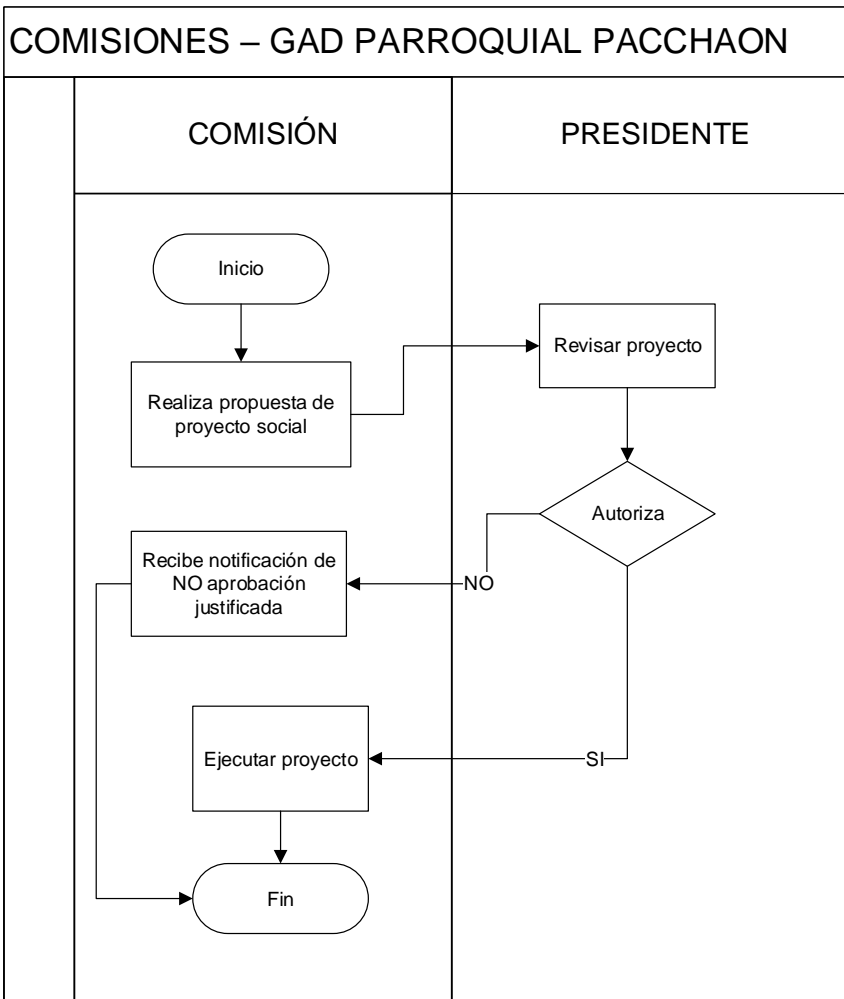 COMISIONES – GAD PARROQUIAL PACCHAON
COMISIÓN
PRESIDENTE
Inicio
Revisar proyecto
Realiza propuesta de
proyecto social
Autoriza
Recibe notificación de
NO aprobación
justificada
NO
Ejecutar proyecto
SI
Fin